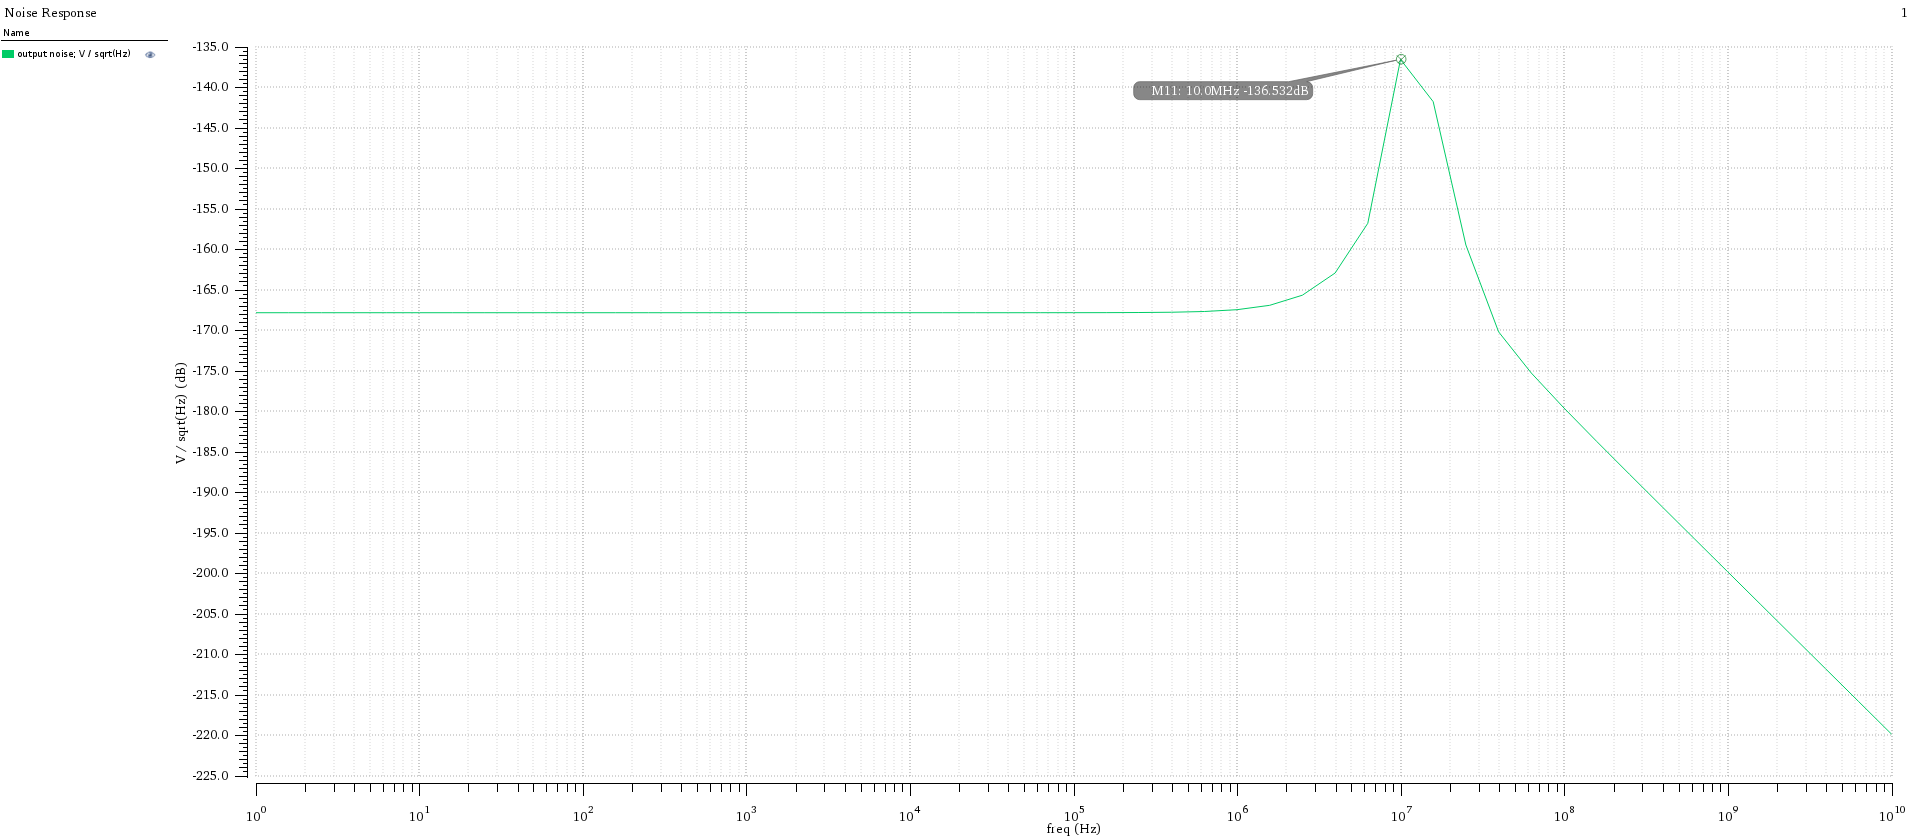 Noise Response
1
Name
output noise; V / sqrt(Hz)
M11: 10.0MHz -136.532dB
V / sqrt(Hz) (dB)
-135.0
-140.0
-145.0
-150.0
-155.0
-160.0
-165.0
-170.0
-175.0
-180.0
-185.0
-190.0
-195.0
-200.0
-205.0
-210.0
-215.0
-220.0
-225.0
10^0 10^1 10^2 10^3 10^4 10^5 10^6 10^7 10^8 10^9 10^10
freq (Hz)